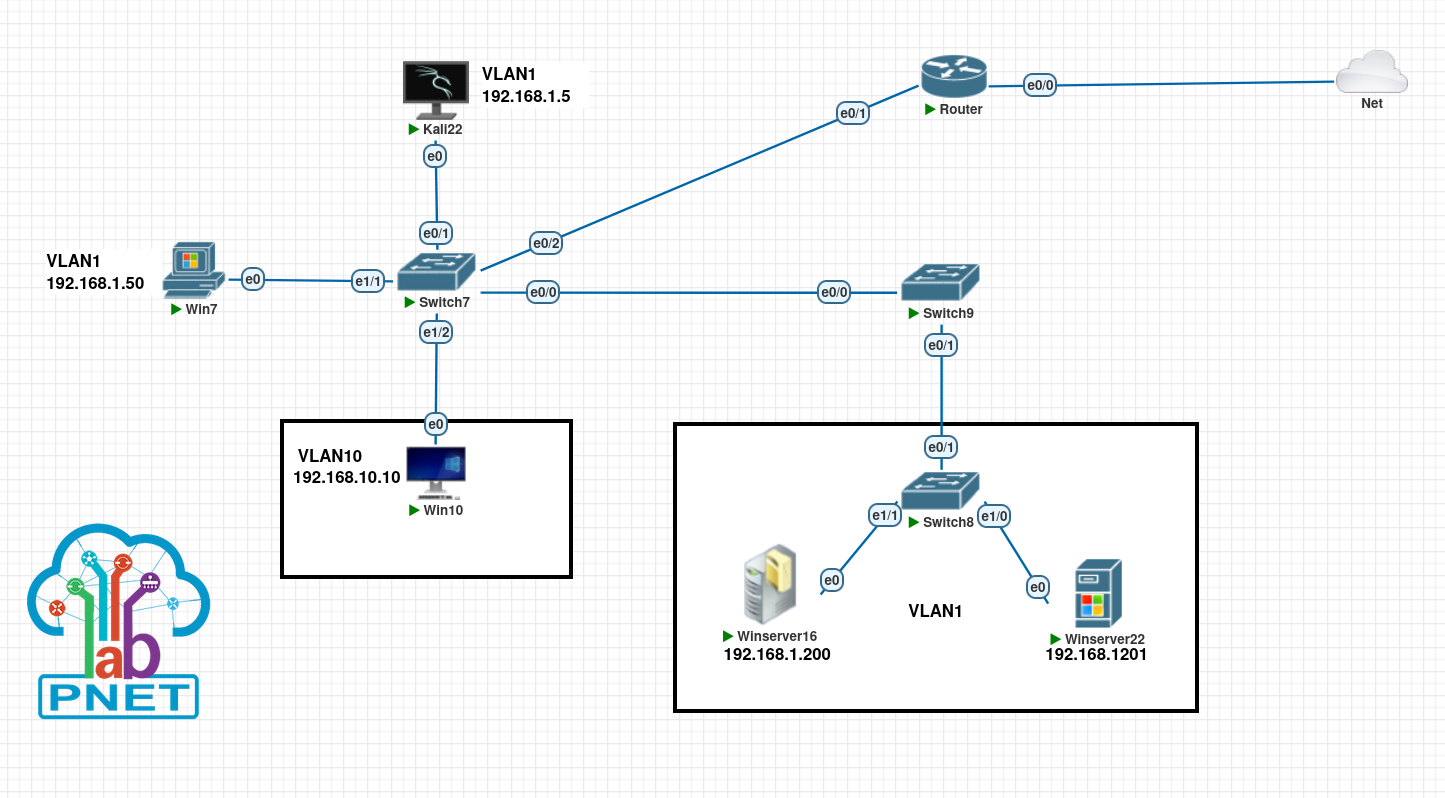 VLAN1
192.168.1.5
Kali22
e0
e0/1
e0/1
Router
e0/0
Net
VLAN1
192.168.1.50
Win7
e0
e1/1
Switch7
e0/2
e0/0
e0/0
Switch9
e0/1
e1/2
e0
VLAN10
192.168.10.10
Win10
e0/1
Switch8
e1/1
e1/0
e0
e0
VLAN1
Winserver16
192.168.1.200
Winserver22
192.168.1201
lab
PNET